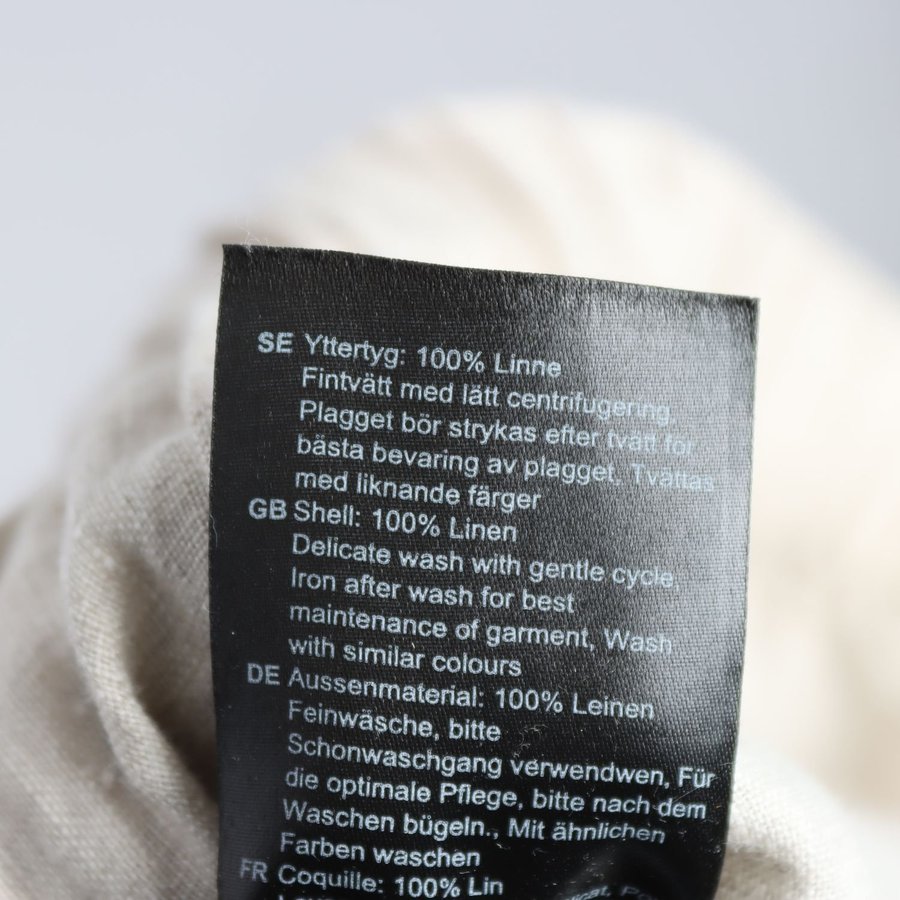 SE Yttertyg: 100% Linne
Fintvätt med lätt centrifugering,
Plagget bör strykas efter tvätt för
bästa bevaring av plagget, Tvättas
med liknande färger
GB Shell: 100% Linen
Delicate wash with gentle cycle,
Iron after wash for best
maintenance of garment, Wash
with similar colours
DE Aussenmaterial: 100% Leinen
Feinwäsche, bitte
Schonwaschgang verwendwen, Für
die optimale Pflege, bitte nach dem
Waschen bügeln., Mit ähnlichen
Farben waschen
FR Coquille: 100% Lin